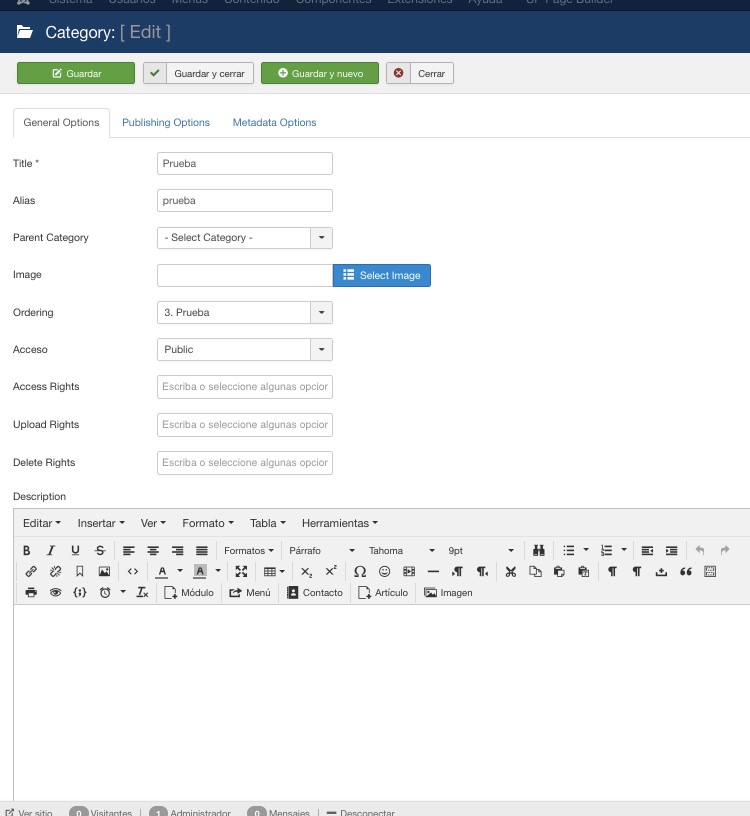 Sistema Usuarios Menús Contenido Componentes Extensiones Ayuda SP Page Builder
Category: [ Edit ]
Guardar Guardar y cerrar Guardar y nuevo Cerrar
General Options Publishing Options Metadata Options
Title * Prueba
Alias prueba
Parent Category - Select Category -
Image Select Image
Ordering 3. Prueba
Acceso Public
Access Rights Escriba o seleccione algunas opcior
Upload Rights Escriba o seleccione algunas opcior
Delete Rights Escriba o seleccione algunas opcior
Description
Editar Insertar Ver Formato Tabla Herramientas
B I U S Formatos Párrafo Tahoma 9pt
A A
Módulo Menú Contacto Artículo Imagen
Ver sitio 0 Visitantes 1 Administrador 0 Mensajes Desconectar